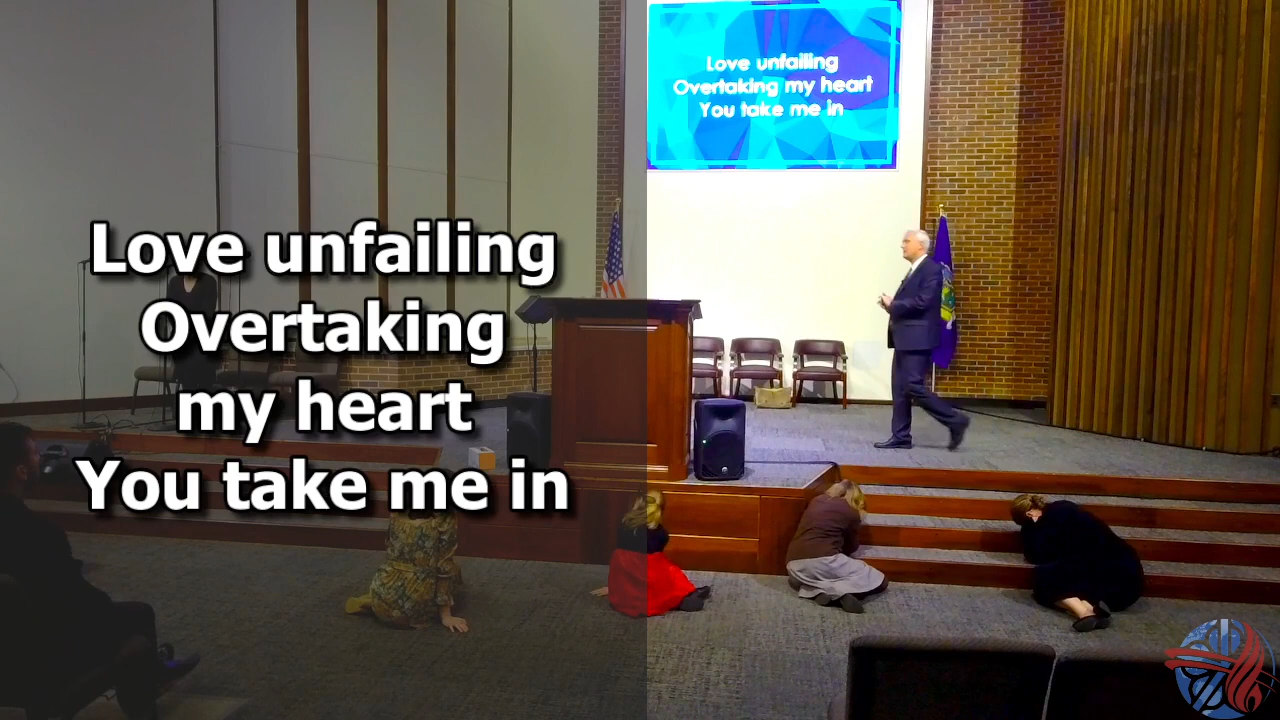 Love unfailing
Overtaking my heart
You take me in
Love unfailing
Overtaking
my heart
You take me in